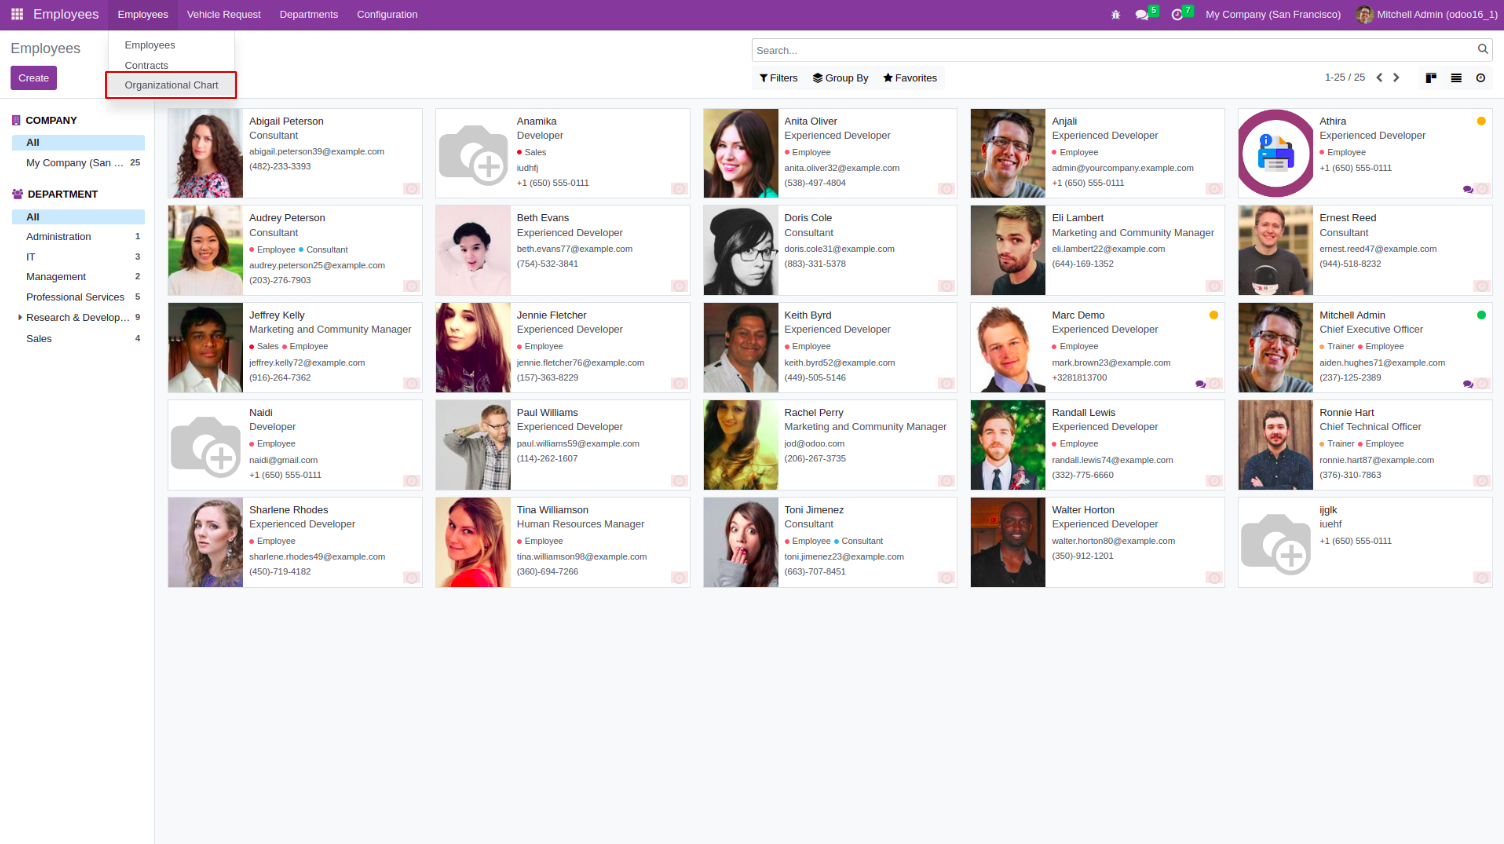 Employees
Employees
Vehicle Request
Departments
Configuration
5
7
My Company (San Francisco)
Mitchell Admin (odoo16_1)
Employees
Create
Employees
Contracts
Organizational Chart
Search...
Filters
Group By
Favorites
1-25 / 25
COMPANY
All
My Company (San ... 25
DEPARTMENT
All
Administration 1
IT 3
Management 2
Professional Services 5
Research & Develop... 9
Sales 4
Abigail Peterson
Consultant
abigail.peterson39@example.com
(482)-233-3393
Anamika
Developer
Sales
iudhfj
+1 (650) 555-0111
Anita Oliver
Experienced Developer
Employee
anita.oliver32@example.com
(538)-497-4804
Anjali
Experienced Developer
Employee
admin@yourcompany.example.com
+1 (650) 555-0111
Athira
Experienced Developer
Employee
+1 (650) 555-0111
Audrey Peterson
Consultant
Employee Consultant
audrey.peterson25@example.com
(203)-276-7903
Beth Evans
Experienced Developer
beth.evans77@example.com
(754)-532-3841
Doris Cole
Consultant
doris.cole31@example.com
(883)-331-5378
Eli Lambert
Marketing and Community Manager
eli.lambert22@example.com
(644)-169-1352
Ernest Reed
Consultant
ernest.reed47@example.com
(944)-518-8232
Jeffrey Kelly
Marketing and Community Manager
Sales Employee
jeffrey.kelly72@example.com
(916)-264-7362
Jennie Fletcher
Experienced Developer
Employee
jennie.fletcher76@example.com
(157)-363-8229
Keith Byrd
Experienced Developer
Employee
keith.byrd52@example.com
(449)-505-5146
Marc Demo
Experienced Developer
Employee
mark.brown23@example.com
+3281813700
Mitchell Admin
Chief Executive Officer
Trainer Employee
aiden.hughes71@example.com
(237)-125-2389
Naidi
Developer
Employee
naidi@gmail.com
+1 (650) 555-0111
Paul Williams
Experienced Developer
paul.williams59@example.com
(114)-262-1607
Rachel Perry
Marketing and Community Manager
jod@odoo.com
(206)-267-3735
Randall Lewis
Experienced Developer
Employee
randall.lewis74@example.com
(332)-775-6660
Ronnie Hart
Chief Technical Officer
Trainer Employee
ronnie.hart87@example.com
(376)-310-7863
Sharlene Rhodes
Experienced Developer
Employee
sharlene.rhodes49@example.com
(450)-719-4182
Tina Williamson
Human Resources Manager
Employee
tina.williamson98@example.com
(360)-694-7266
Toni Jimenez
Consultant
Employee Consultant
toni.jimenez23@example.com
(663)-707-8451
Walter Horton
Experienced Developer
walter.horton80@example.com
(350)-912-1201
ijglk
iuehf
+1 (650) 555-0111